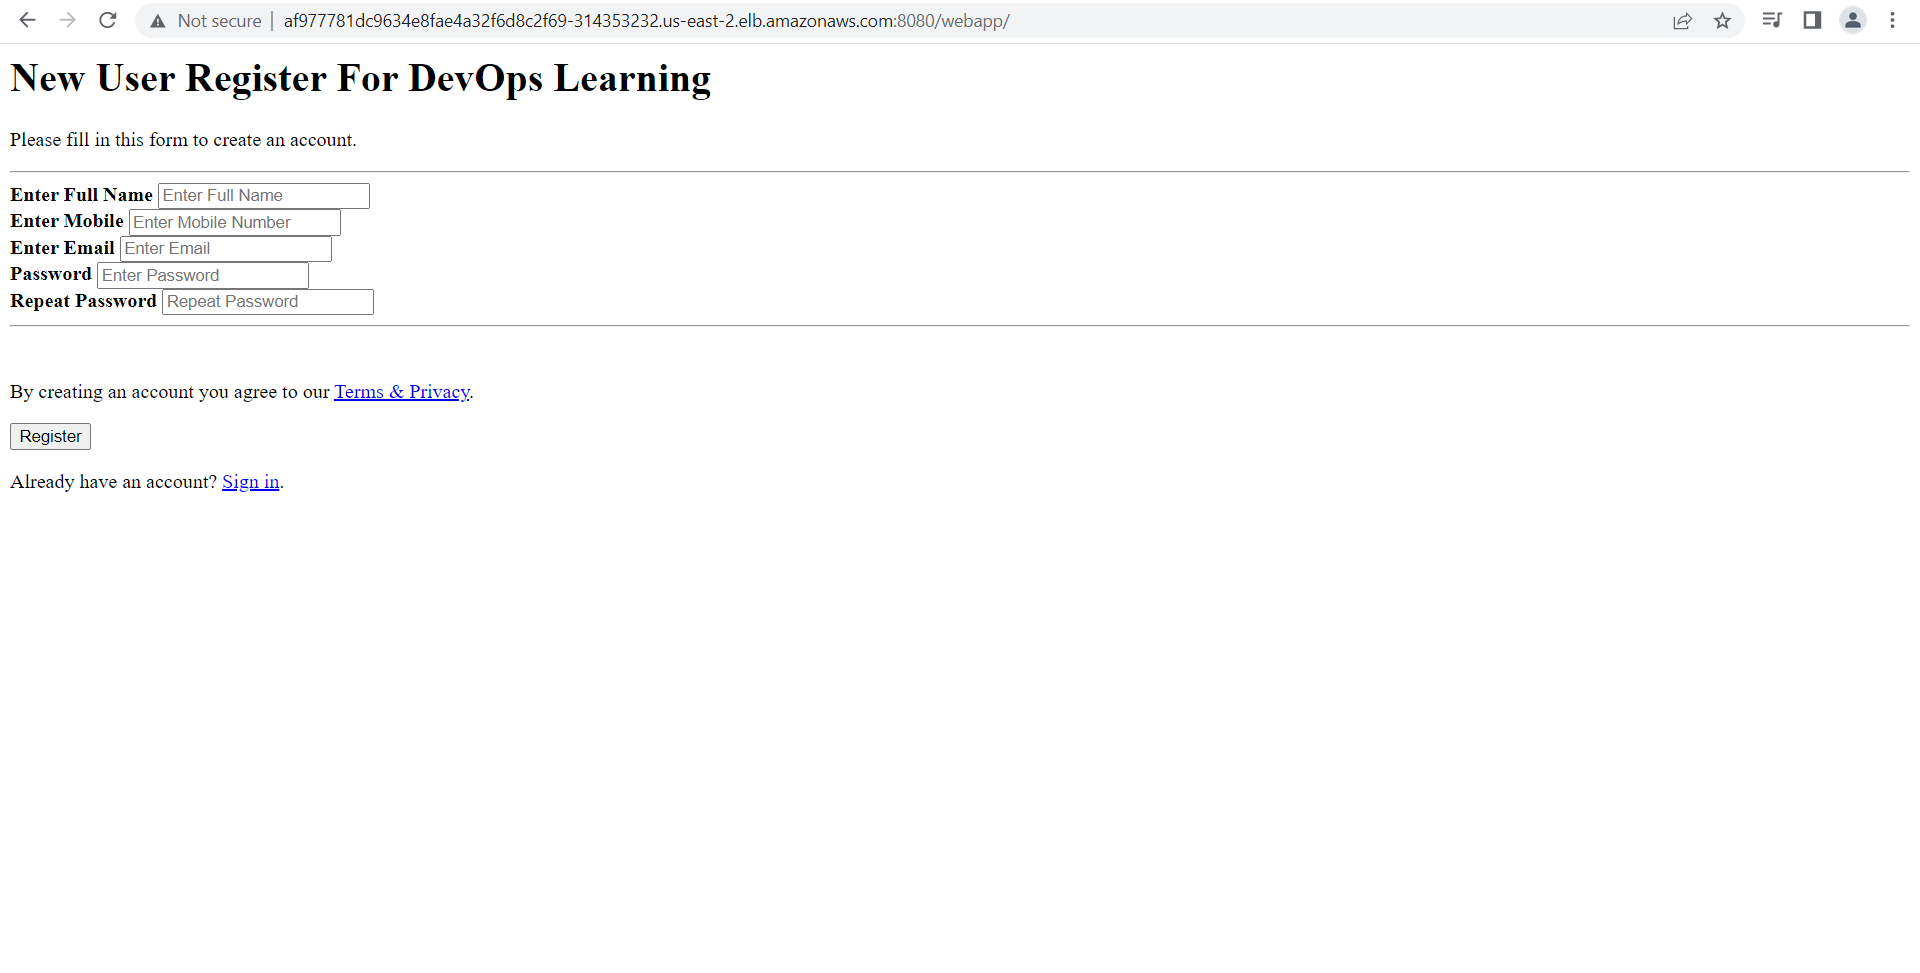 Not secure | af977781dc9634e8fae4a32f6d8c2f69-314353232.us-east-2.elb.amazonaws.com:8080/webapp/
New User Register For DevOps Learning
Please fill in this form to create an account.
Enter Full Name Enter Full Name
Enter Mobile Enter Mobile Number
Enter Email Enter Email
Password Enter Password
Repeat Password Repeat Password
By creating an account you agree to our Terms & Privacy.
Register
Already have an account? Sign in.